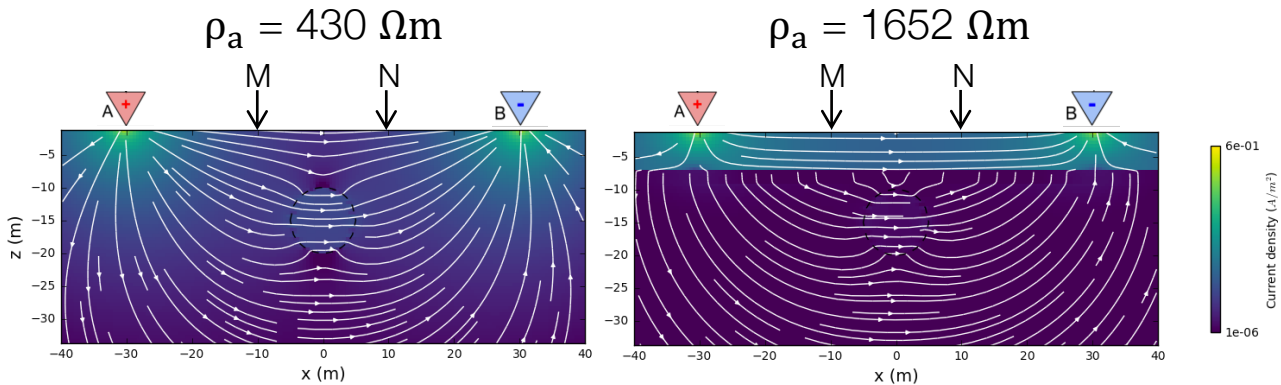 ρₐ = 430 Ωm
M N
A + B -
-5
-10
-15
-20
-25
-30
z (m)
-40 -30 -20 -10 0 10 20 30 40
x (m)
ρₐ = 1652 Ωm
M N
A + B -
-5
-10
-15
-20
-25
-30
-40 -30 -20 -10 0 10 20 30 40
x (m)
6e-01
1e-06
Current density (A/m²)